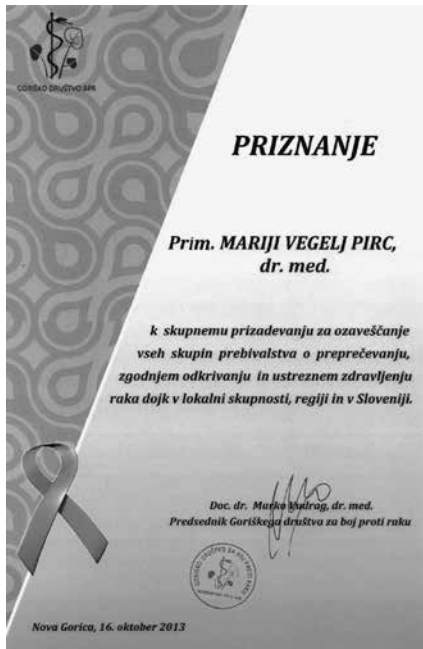 GORIŠKO DRUŠTVO BPR
PRIZNANJE
Prim. MARIJI VEGELJ PIRC,
dr. med.
k skupnemu prizadevanju za ozaveščanje
vseh skupin prebivalstva o preprečevanju,
zgodnjem odkrivanju in ustreznem zdravljenju
raka dojk v lokalni skupnosti, regiji in v Sloveniji.
Doc. dr. Marko Vudrag, dr. med.
Predsednik Goriškega društva za boj proti raku
Nova Gorica, 16. oktober 2013